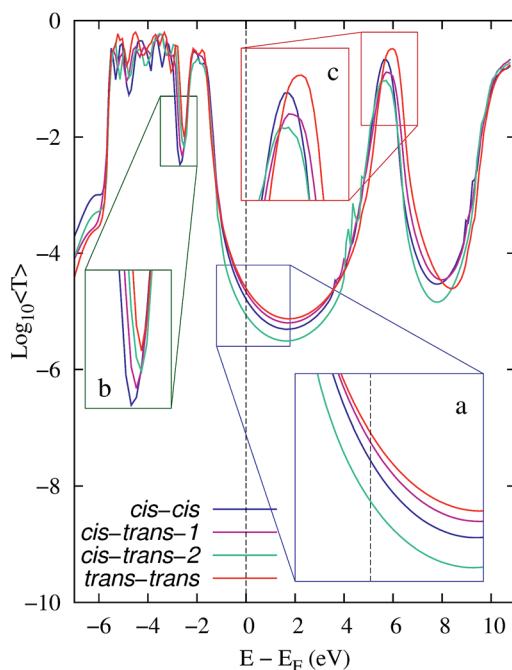 0
−2
−4
−6
−8
−10
Log10<T>
c
b
a
cis–cis
cis–trans–1
cis–trans–2
trans–trans
−6 −4 −2 0 2 4 6 8 10
E − EF (eV)